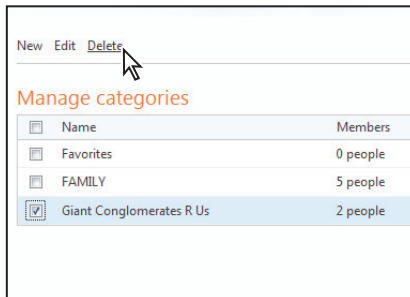 New Edit Delete
Manage categories
Name Members
Favorites 0 people
FAMILY 5 people
Giant Conglomerates R Us 2 people